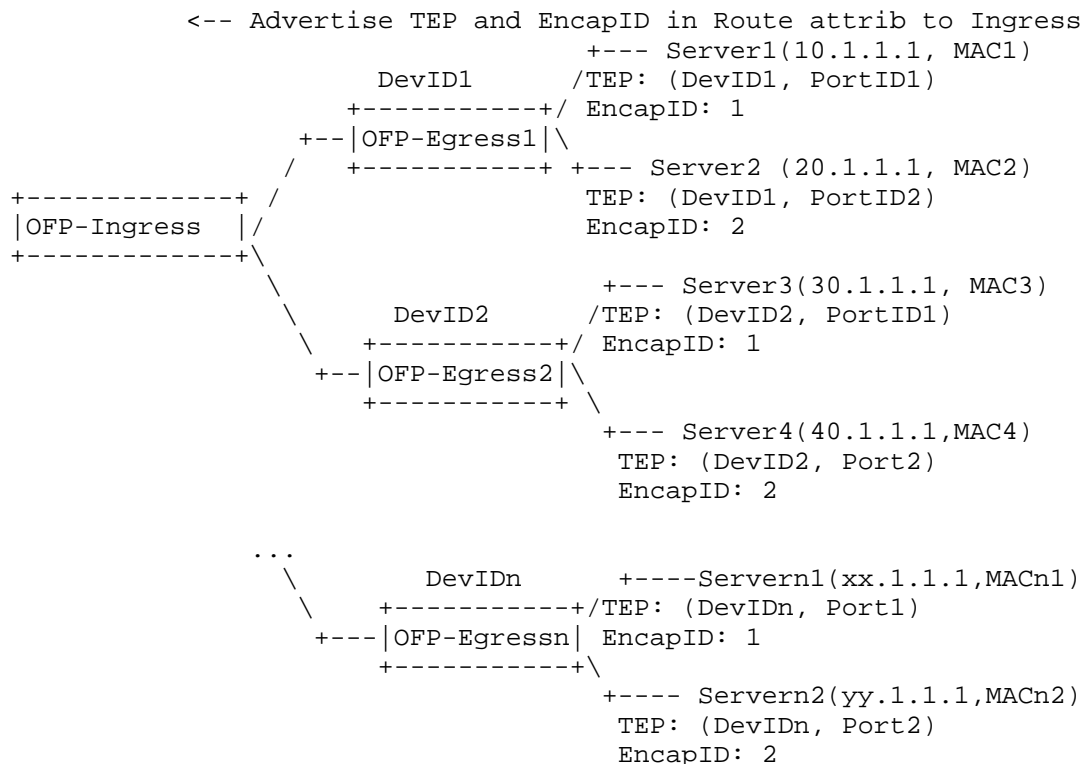 <-- Advertise TEP and EncapID in Route attrib to Ingress
+--- Server1(10.1.1.1, MAC1)
DevID1 /TEP: (DevID1, PortID1)
+-----------+/ EncapID: 1
+--|OFP-Egress1|\
/ +-----------+ +--- Server2 (20.1.1.1, MAC2)
+-------------+ / TEP: (DevID1, PortID2)
|OFP-Ingress |/ EncapID: 2
+-------------+\
\ +--- Server3(30.1.1.1, MAC3)
\ DevID2 /TEP: (DevID2, PortID1)
\ +-----------+/ EncapID: 1
+--|OFP-Egress2|\
+-----------+ \
+--- Server4(40.1.1.1,MAC4)
TEP: (DevID2, Port2)
EncapID: 2
...
\ DevIDn +----Servern1(xx.1.1.1,MACn1)
\ +-----------+/TEP: (DevIDn, Port1)
+---|OFP-Egressn| EncapID: 1
+-----------+\
+---- Servern2(yy.1.1.1,MACn2)
TEP: (DevIDn, Port2)
EncapID: 2